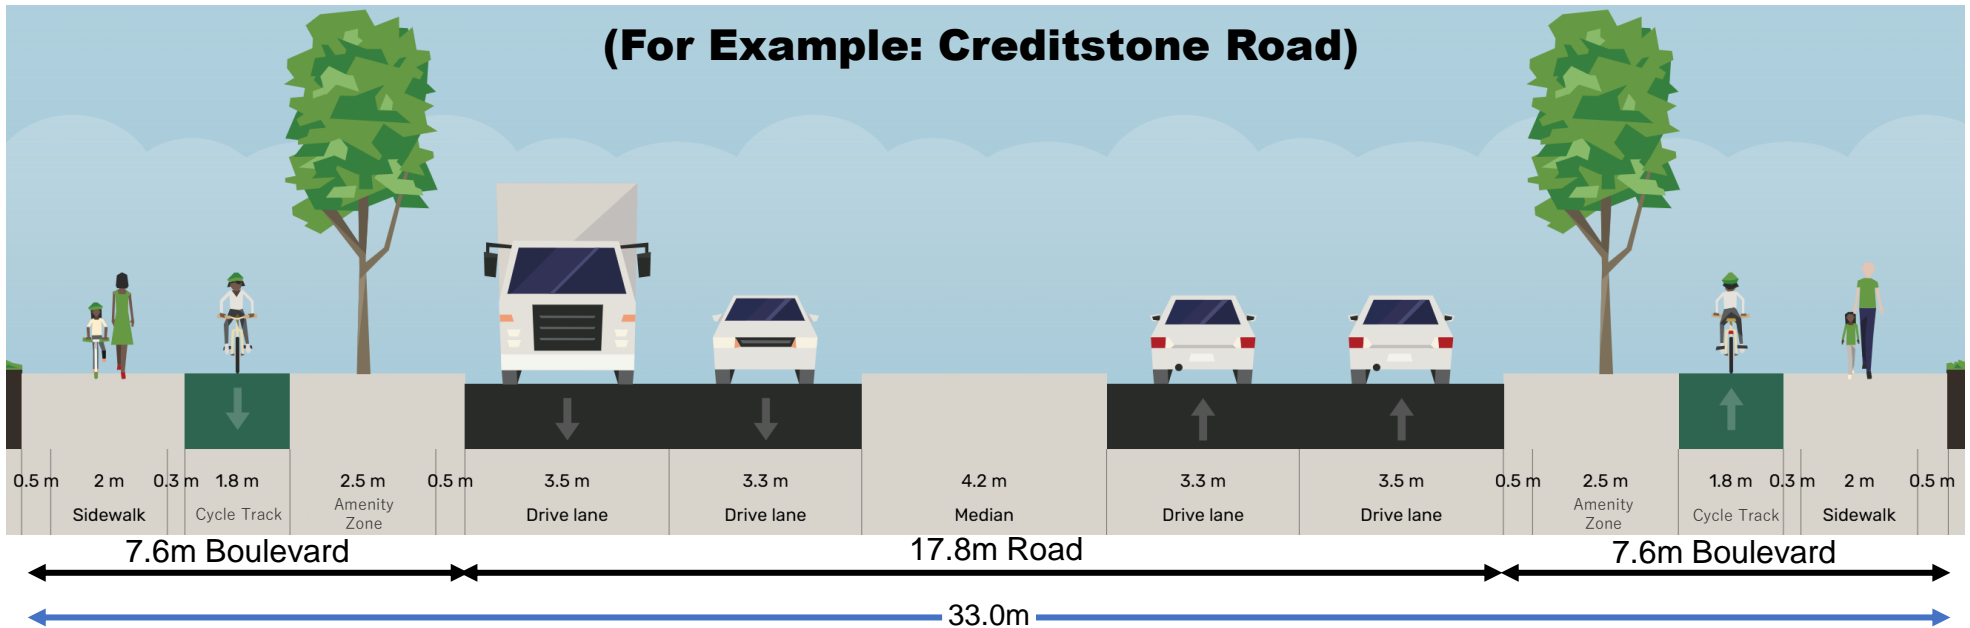 (For Example: Creditstone Road)
0.5 m 2 m 0.3 m 1.8 m 2.5 m 0.5 m 3.5 m 3.3 m 4.2 m 3.3 m 3.5 m 0.5 m 2.5 m 1.8 m 0.3 m 2 m 0.5 m
Sidewalk Cycle Track Amenity Zone Drive lane Drive lane Median Drive lane Drive lane Amenity Zone Cycle Track Sidewalk
7.6m Boulevard 17.8m Road 7.6m Boulevard
33.0m